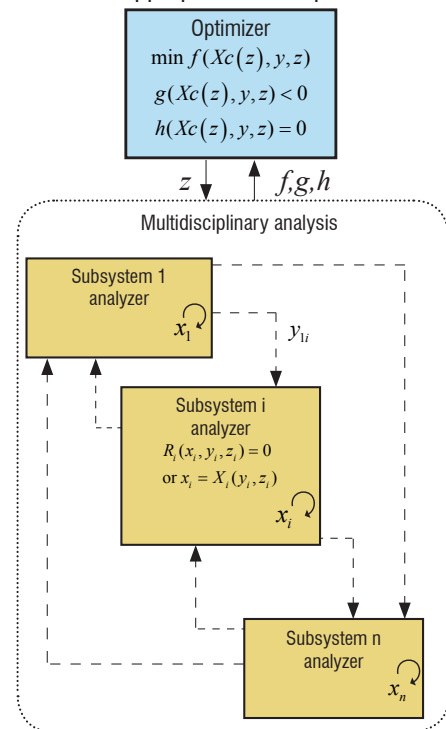 Optimizer
min f(Xc(z), y, z)
g(Xc(z), y, z) < 0
h(Xc(z), y, z) = 0
z
f,g,h
Multidisciplinary analysis
Subsystem 1
analyzer
x₁
y₁ᵢ
Subsystem i
analyzer
Rᵢ(xᵢ, yᵢ, zᵢ) = 0
or xᵢ = Xᵢ(yᵢ, zᵢ)
xᵢ
Subsystem n
analyzer
xₙ